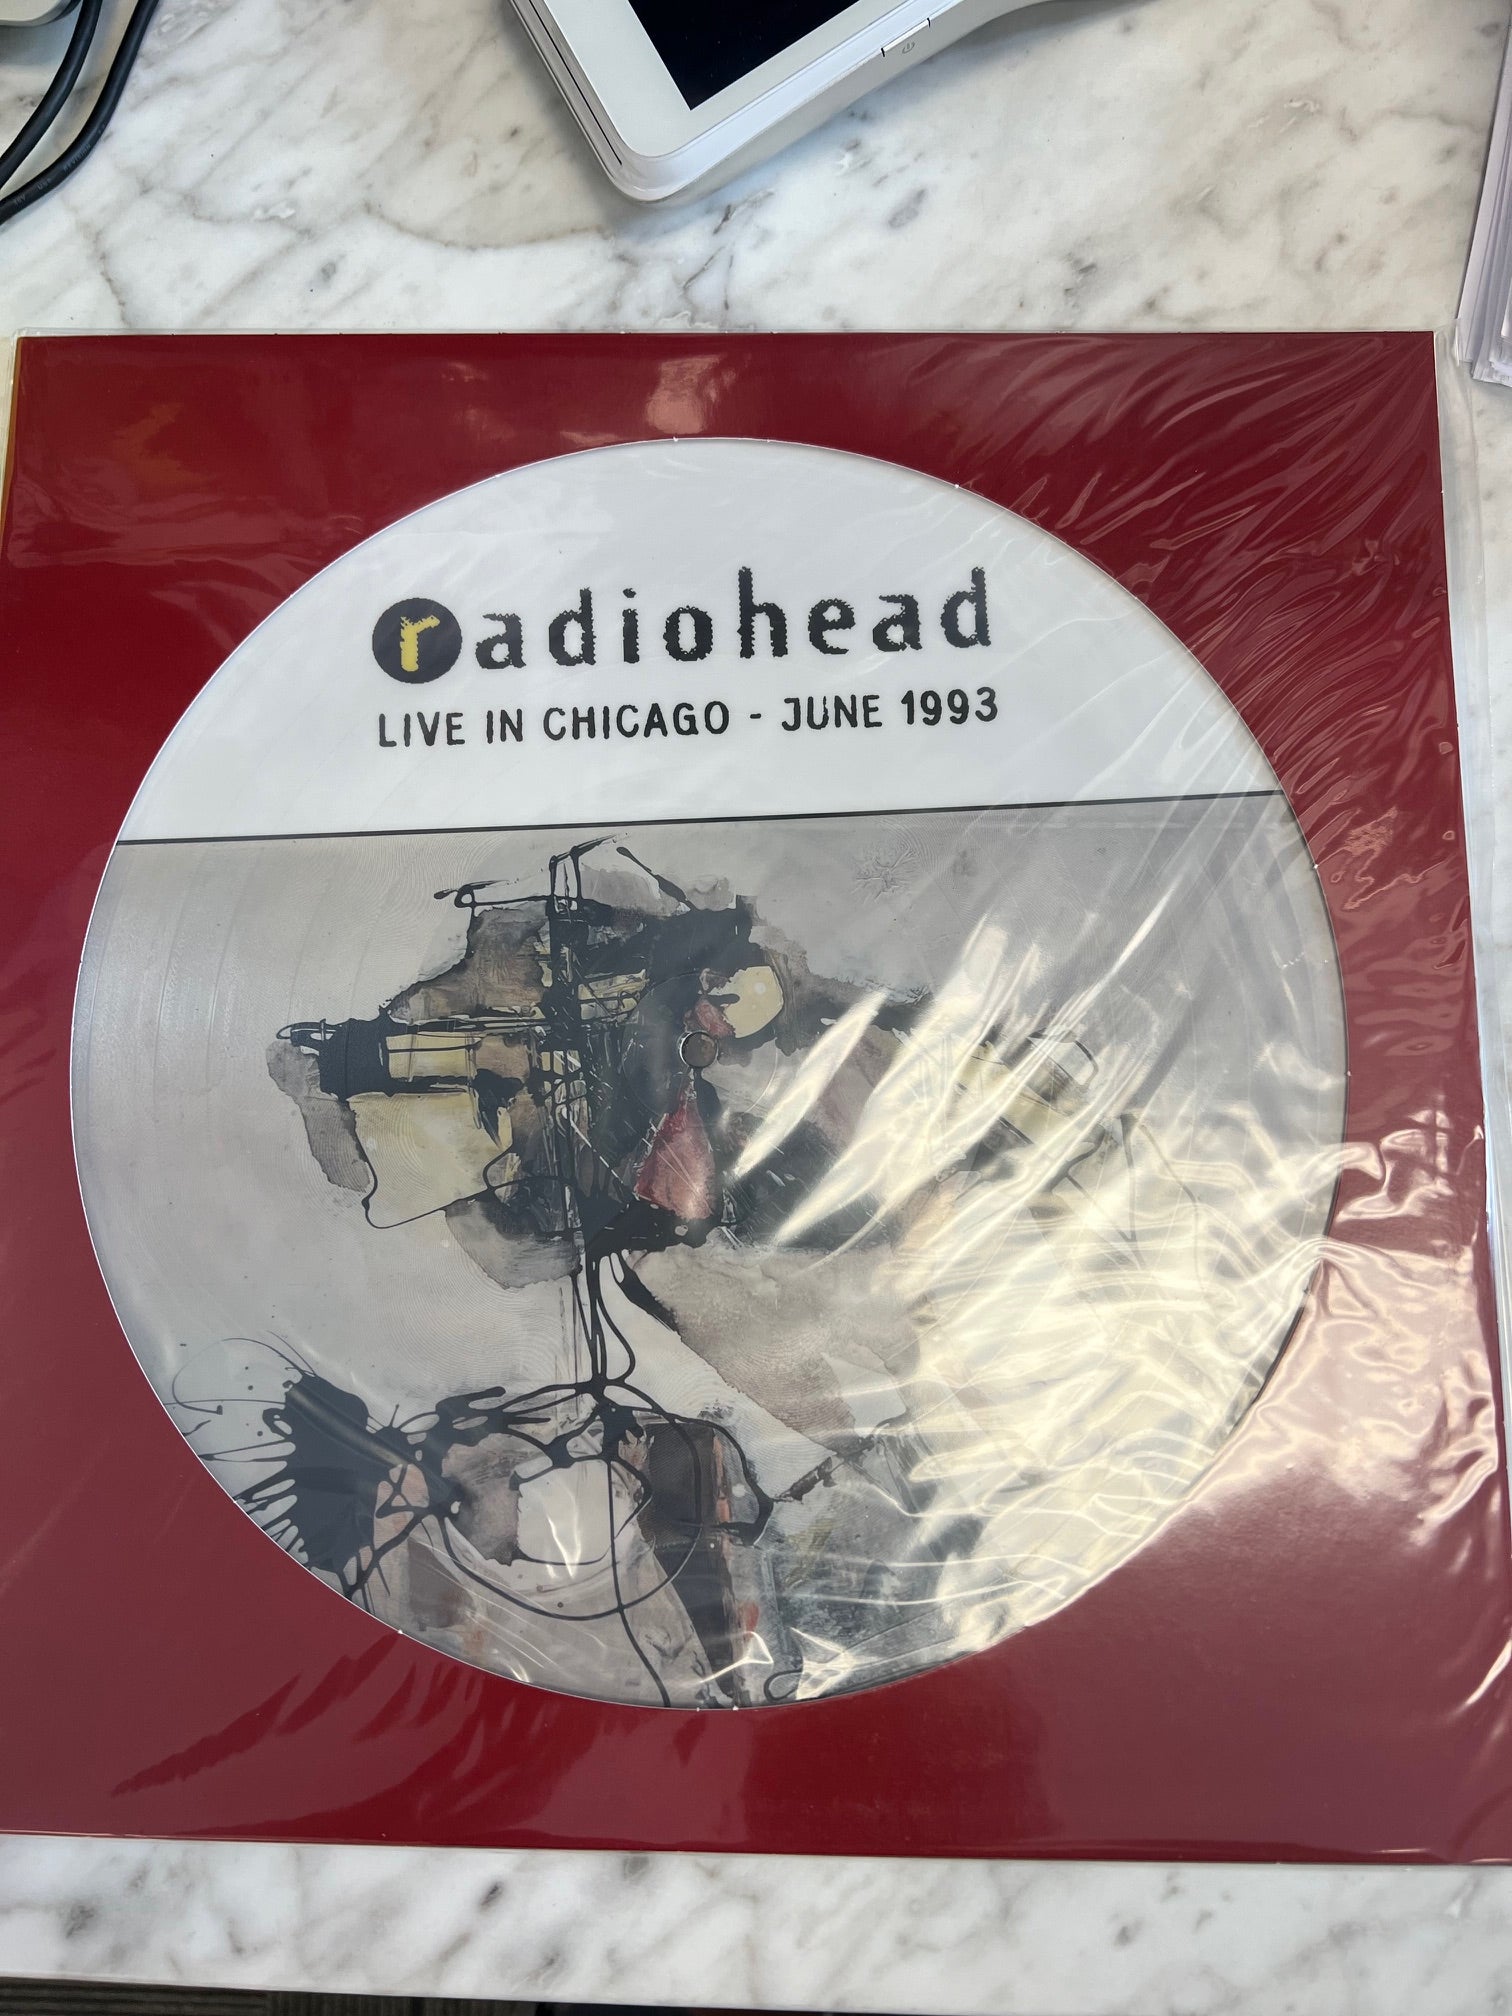 radiohead
LIVE IN CHICAGO - JUNE 1993